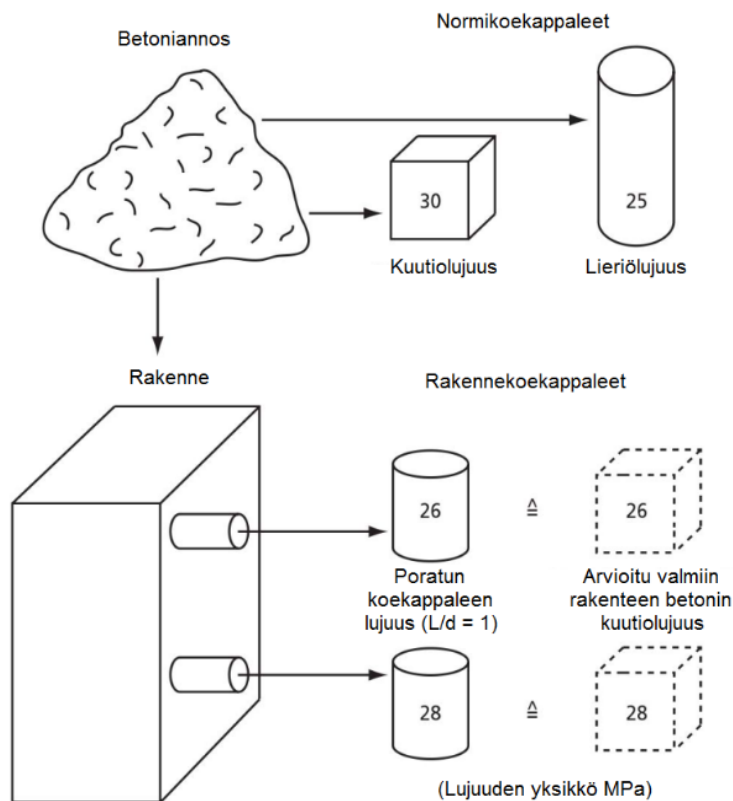 Betoniannos
Normikoekappaleet
30
25
Kuutiolujuus
Lieriölujuus
Rakenne
Rakennekoekappaleet
26
≙
26
Poratun
koekappaleen
lujuus (L/d = 1)
Arvioitu valmiin
rakenteen betonin
kuutiolujuus
28
≙
28
(Lujuuden yksikkö MPa)